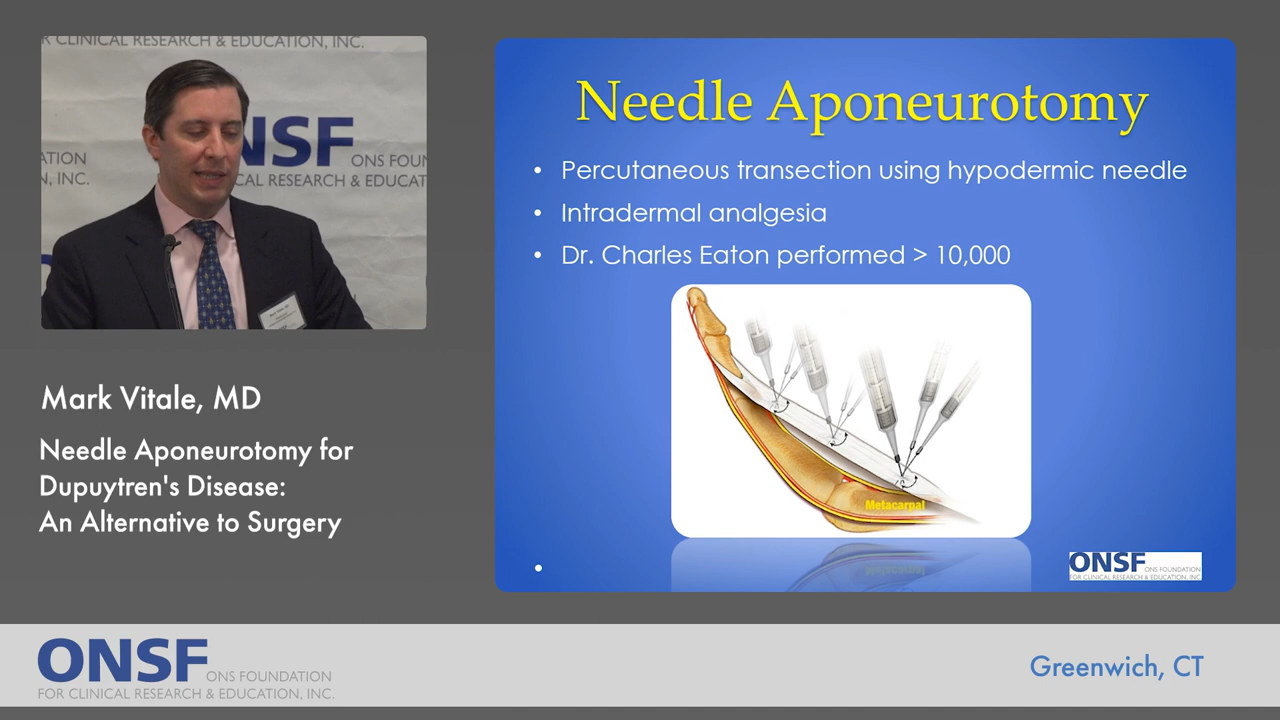 R CLINICAL RESEARCH & EDUCATION, INC.
NSF
ATION
ONS FOUN
N, INC.
CAL RESEARCH & EDUCAT
Needle Aponeurotomy
• Percutaneous transection using hypodermic needle
• Intradermal analgesia
• Dr. Charles Eaton performed > 10,000
Metacarpal
•
ONSF ONS FOUNDATION
FOR CLINICAL RESEARCH & EDUCATION, INC.
Mark Vitale, MD
Needle Aponeurotomy for
Dupuytren's Disease:
An Alternative to Surgery
ONSF ONS FOUNDATION
FOR CLINICAL RESEARCH & EDUCATION, INC.
Greenwich, CT